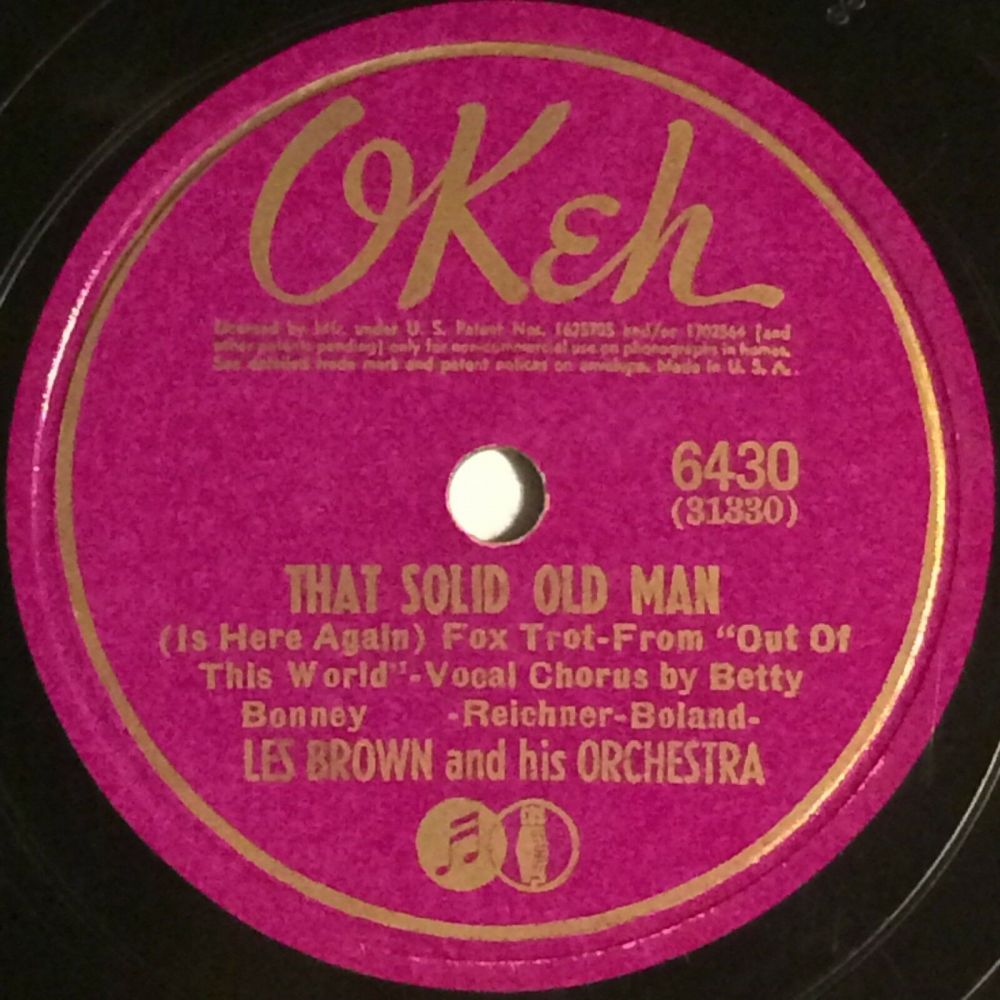 OKeh
Licensed by Mfr. under U. S. Patent Nos. 1625705 and/or 1702564 (and
other patents pending) only for non-commercial use on phonographs in homes.
See detailed trade mark and patent notices on envelope. Made in U. S. A.
6430
(31330)
THAT SOLID OLD MAN
(Is Here Again) Fox Trot-From "Out Of
This World"-Vocal Chorus by Betty
Bonney -Reichner-Boland-
LES BROWN and his ORCHESTRA